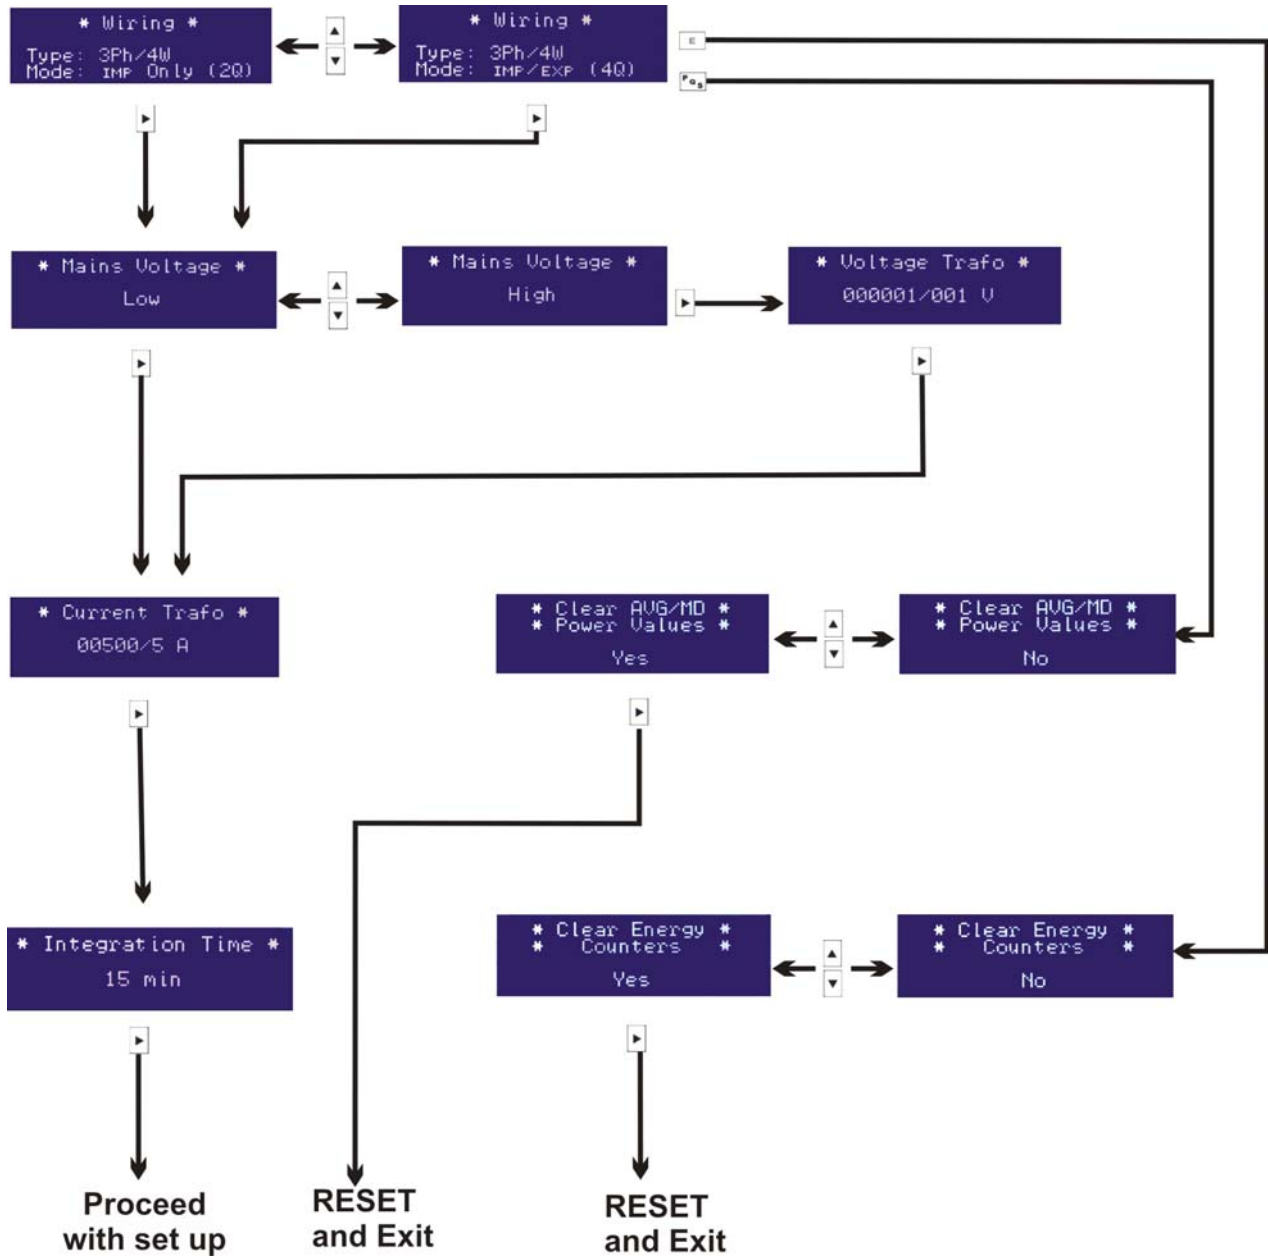 * Wiring *
Type: 3Ph/4W
Mode: IMP Only (2Q)
* Wiring *
Type: 3Ph/4W
Mode: IMP/EXP (4Q)
E
PQS
* Mains Voltage *
Low
* Mains Voltage *
High
* Voltage Trafo *
000001/001 V
* Current Trafo *
00500/5 A
* Clear AVG/MD *
* Power Values *
Yes
* Clear AVG/MD *
* Power Values *
No
* Integration Time *
15 min
* Clear Energy *
* Counters *
Yes
* Clear Energy *
* Counters *
No
Proceed
with set up
RESET
and Exit
RESET
and Exit